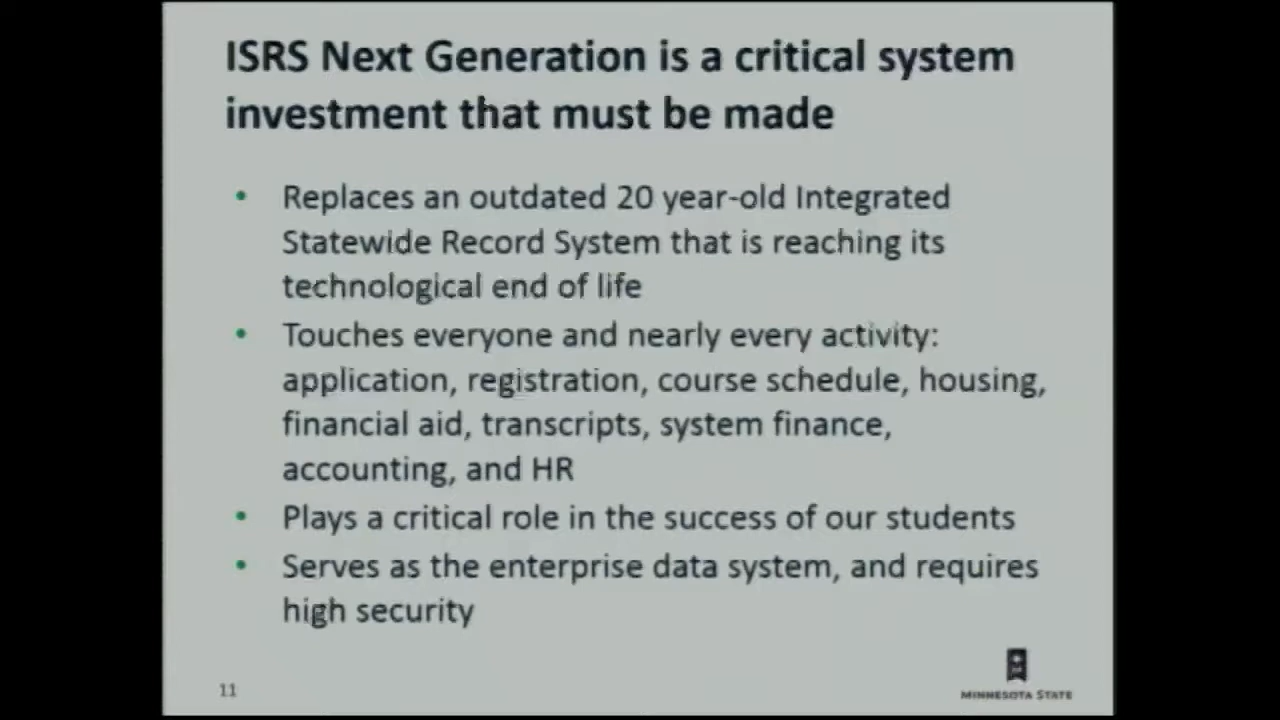 ISRS Next Generation is a critical system
investment that must be made
• Replaces an outdated 20 year-old Integrated
Statewide Record System that is reaching its
technological end of life
• Touches everyone and nearly every activity:
application, registration, course schedule, housing,
financial aid, transcripts, system finance,
accounting, and HR
• Plays a critical role in the success of our students
• Serves as the enterprise data system, and requires
high security
11
MINNESOTA STATE